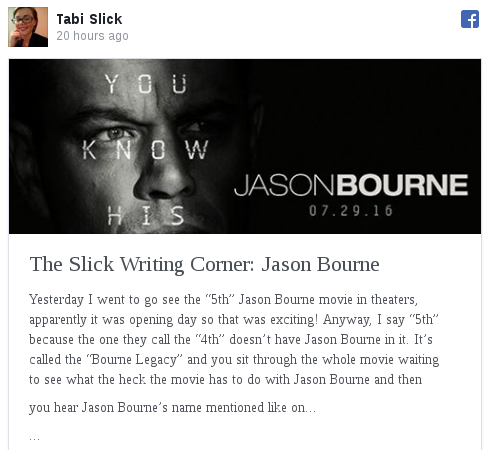 Tabi Slick
20 hours ago
YOU
KNOW
HIS
JASONBOURNE
07.29.16
The Slick Writing Corner: Jason Bourne
Yesterday I went to go see the “5th” Jason Bourne movie in theaters,
apparently it was opening day so that was exciting! Anyway, I say “5th”
because the one they call the “4th” doesn’t have Jason Bourne in it. It’s
called the “Bourne Legacy” and you sit through the whole movie waiting
to see what the heck the movie has to do with Jason Bourne and then
you hear Jason Bourne’s name mentioned like on…
…